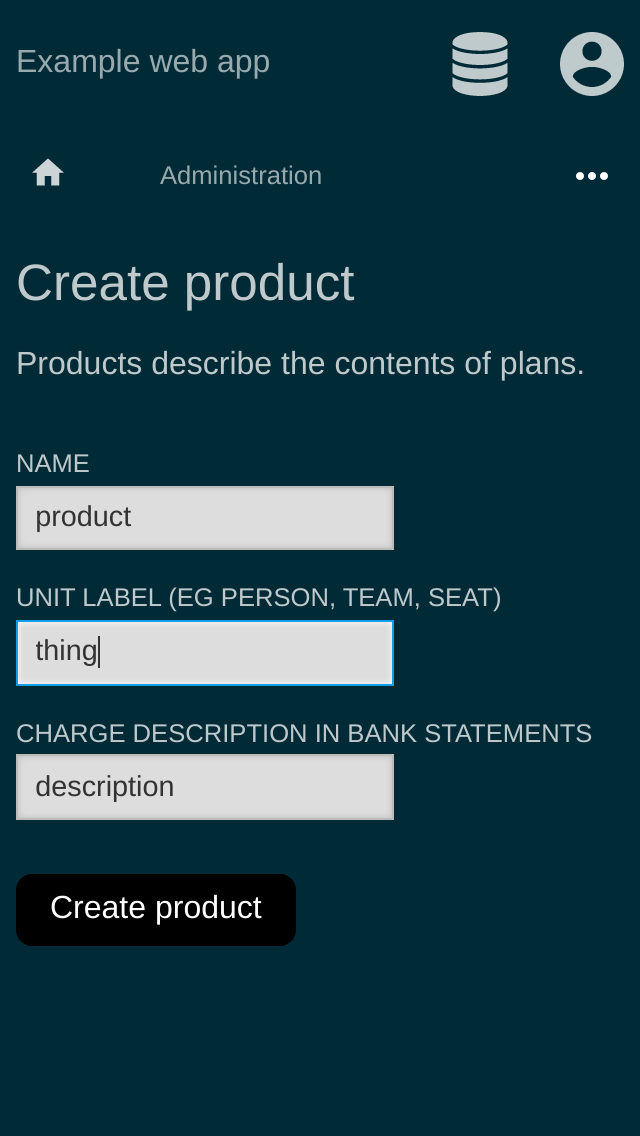 Example web app
Administration
Create product
Products describe the contents of plans.
NAME
product
UNIT LABEL (EG PERSON, TEAM, SEAT)
thing
CHARGE DESCRIPTION IN BANK STATEMENTS
description
Create product